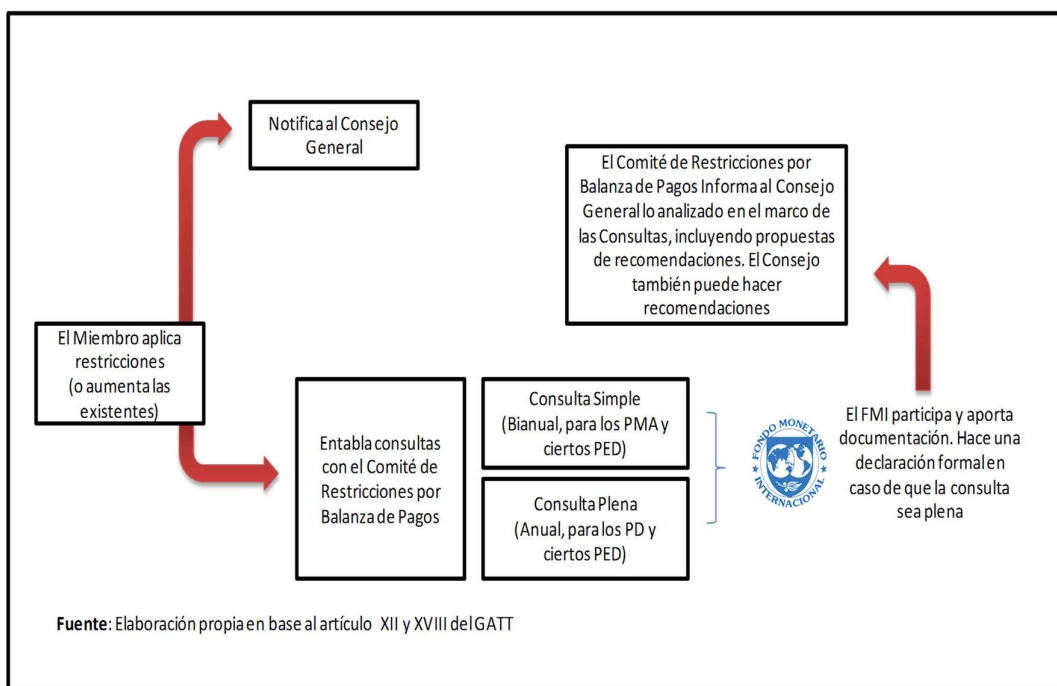 Notifica al Consejo
General
El Comité de Restricciones por
Balanza de Pagos Informa al Consejo
General lo analizado en el marco de
las Consultas, incluyendo propuestas
de recomendaciones. El Consejo
también puede hacer
recomendaciones
El Miembro aplica
restricciones
(o aumenta las
existentes)
Entabla consultas
con el Comité de
Restricciones por
Balanza de Pagos
Consulta Simple
(Bianual, para los PMA y
ciertos PED)
Consulta Plena
(Anual, para los PD y
ciertos PED)
FONDO MONETARIO
INTERNACIONAL
El FMI participa y aporta
documentación. Hace una
declaración formal en
caso de que la consulta
sea plena
Fuente: Elaboración propia en base al artículo XII y XVIII del GATT